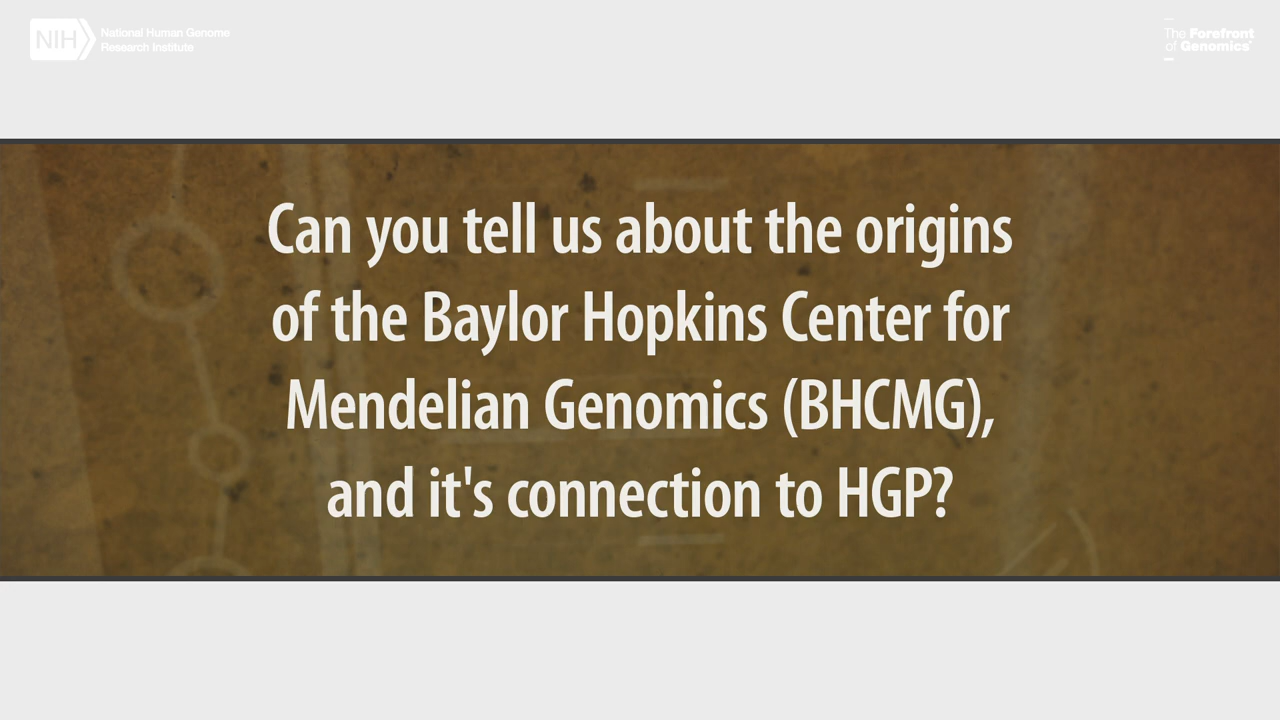 NIH
National Human Genome
Research Institute
The Forefront
of Genomics®
Can you tell us about the origins
of the Baylor Hopkins Center for
Mendelian Genomics (BHCMG),
and it's connection to HGP?